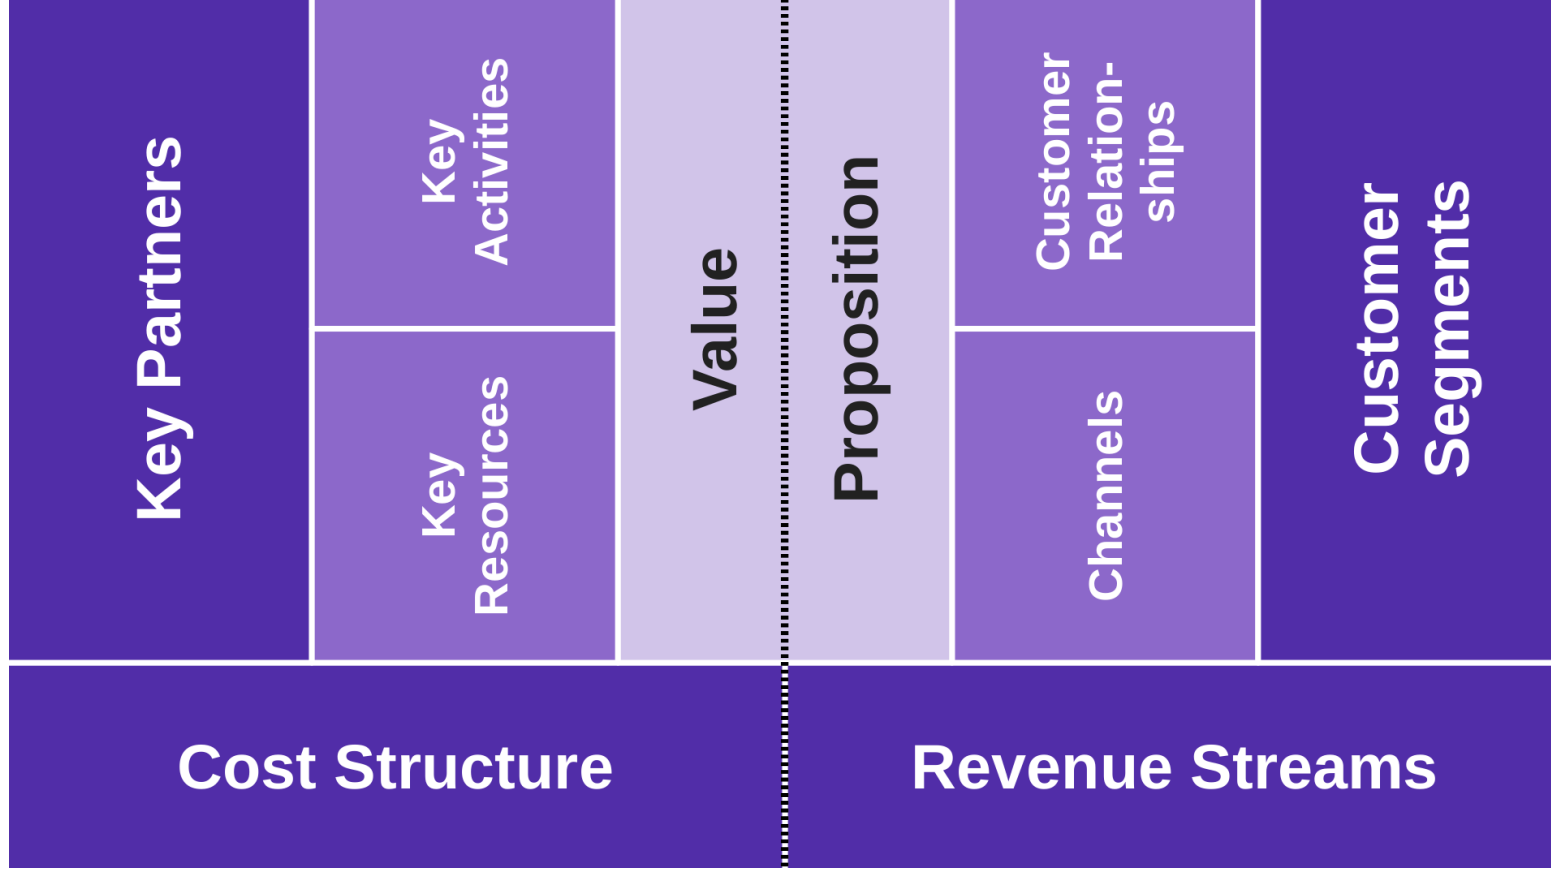 Key Partners
Key
Activities
Key
Resources
Value
Proposition
Customer
Relation-
ships
Channels
Customer
Segments
Cost Structure
Revenue Streams